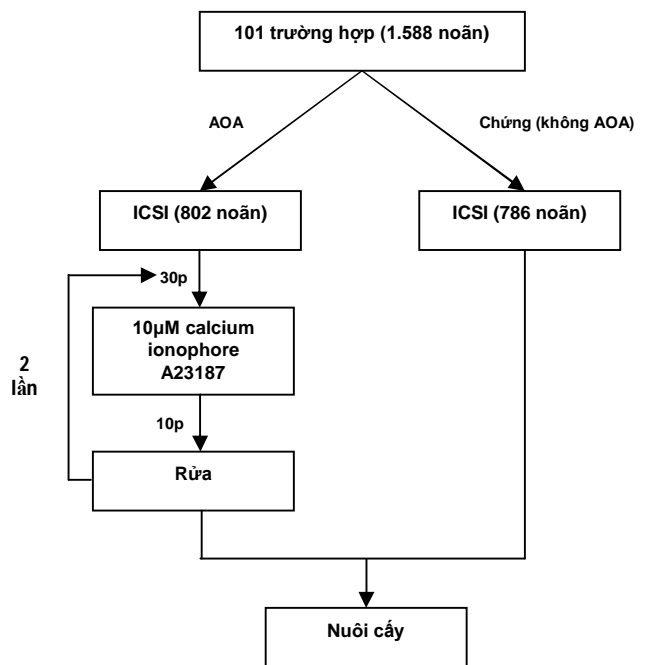 101 trường hợp (1.588 noãn)
AOA
Chứng (không AOA)
ICSI (802 noãn)
ICSI (786 noãn)
30p
10µM calcium
ionophore
A23187
2
lần
10p
Rửa
Nuôi cấy